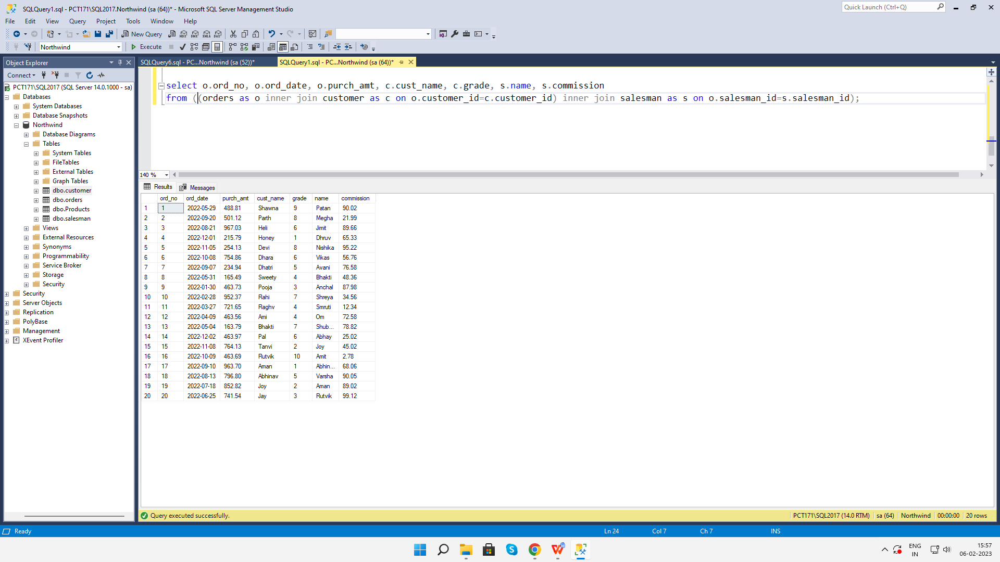 SQLQuery1.sql - PCT171\SQL2017.Northwind (sa (64))* - Microsoft SQL Server Management Studio
Quick Launch (Ctrl+Q)
File Edit View Query Project Tools Window Help
New Query MDX DMX XMLA DAX
Northwind Execute
Object Explorer
SQLQuery6.sql - PC...Northwind (sa (52))* SQLQuery1.sql - PC...Northwind (sa (64))*
Connect
PCT171\SQL2017 (SQL Server 14.0.1000 - sa)
Databases
System Databases
Database Snapshots
Northwind
Database Diagrams
Tables
System Tables
FileTables
External Tables
Graph Tables
dbo.customer
dbo.orders
dbo.Products
dbo.salesman
Views
External Resources
Synonyms
Programmability
Service Broker
Storage
Security
Security
Server Objects
Replication
PolyBase
Management
XEvent Profiler
select o.ord_no, o.ord_date, o.purch_amt, c.cust_name, c.grade, s.name, s.commission
from ((orders as o inner join customer as c on o.customer_id=c.customer_id) inner join salesman as s on o.salesman_id=s.salesman_id);
140 %
Results Messages
ord_no ord_date purch_amt cust_name grade name commission
1 1 2022-05-29 488.81 Shawna 9 Patan 90.02
2 2 2022-09-20 501.12 Parth 8 Megha 21.99
3 3 2022-08-21 967.03 Heli 6 Jimit 89.66
4 4 2022-12-01 215.79 Honey 1 Dhruv 65.33
5 5 2022-11-05 254.13 Devi 8 Nishika 95.22
6 6 2022-10-08 754.86 Dhara 6 Vikas 56.76
7 7 2022-09-07 234.94 Dhatri 5 Avani 76.58
8 8 2022-05-31 165.49 Sweety 4 Bhakti 48.36
9 9 2022-01-30 463.73 Pooja 3 Anchal 87.98
10 10 2022-02-28 952.37 Rahi 7 Shreya 34.56
11 11 2022-03-27 721.65 Raghv 4 Smruti 12.34
12 12 2022-04-09 463.56 Ami 4 Om 72.58
13 13 2022-05-04 163.79 Bhakti 7 Shub... 78.82
14 14 2022-12-02 463.97 Pal 6 Abhay 25.02
15 15 2022-11-08 764.13 Tanvi 2 Joy 45.02
16 16 2022-10-09 463.69 Rutvik 10 Amit 2.78
17 17 2022-09-10 963.70 Aman 1 Abhin... 68.06
18 18 2022-08-13 796.80 Abhinav 5 Varsha 90.05
19 19 2022-07-18 852.82 Joy 2 Aman 89.02
20 20 2022-06-25 741.54 Jay 3 Rutvik 99.12
Query executed successfully. PCT171\SQL2017 (14.0 RTM) sa (64) Northwind 00:00:00 20 rows
Ready Ln 24 Col 7 Ch 7 INS
ENG
IN
15:57
06-02-2023